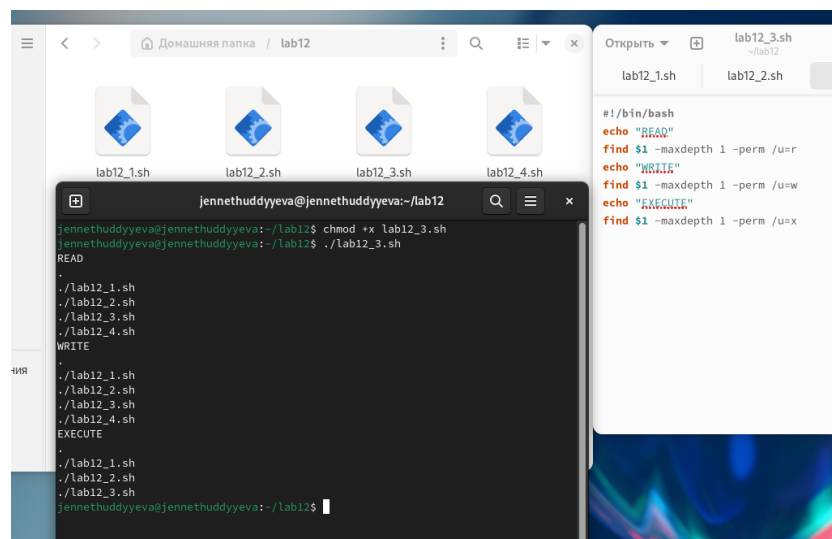 Домашняя папка / lab12
lab12_1.sh
lab12_2.sh
lab12_3.sh
lab12_4.sh
ния
Открыть
lab12_3.sh
~/lab12
lab12_1.sh
lab12_2.sh
#!/bin/bash
echo "READ"
find $1 -maxdepth 1 -perm /u=r
echo "WRITE"
find $1 -maxdepth 1 -perm /u=w
echo "EXECUTE"
find $1 -maxdepth 1 -perm /u=x
jennethuddyyeva@jennethuddyyeva:~/lab12
jennethuddyyeva@jennethuddyyeva:~/lab12$ chmod +x lab12_3.sh
jennethuddyyeva@jennethuddyyeva:~/lab12$ ./lab12_3.sh
READ
.
./lab12_1.sh
./lab12_2.sh
./lab12_3.sh
./lab12_4.sh
WRITE
.
./lab12_1.sh
./lab12_2.sh
./lab12_3.sh
./lab12_4.sh
EXECUTE
.
./lab12_1.sh
./lab12_2.sh
./lab12_3.sh
jennethuddyyeva@jennethuddyyeva:~/lab12$